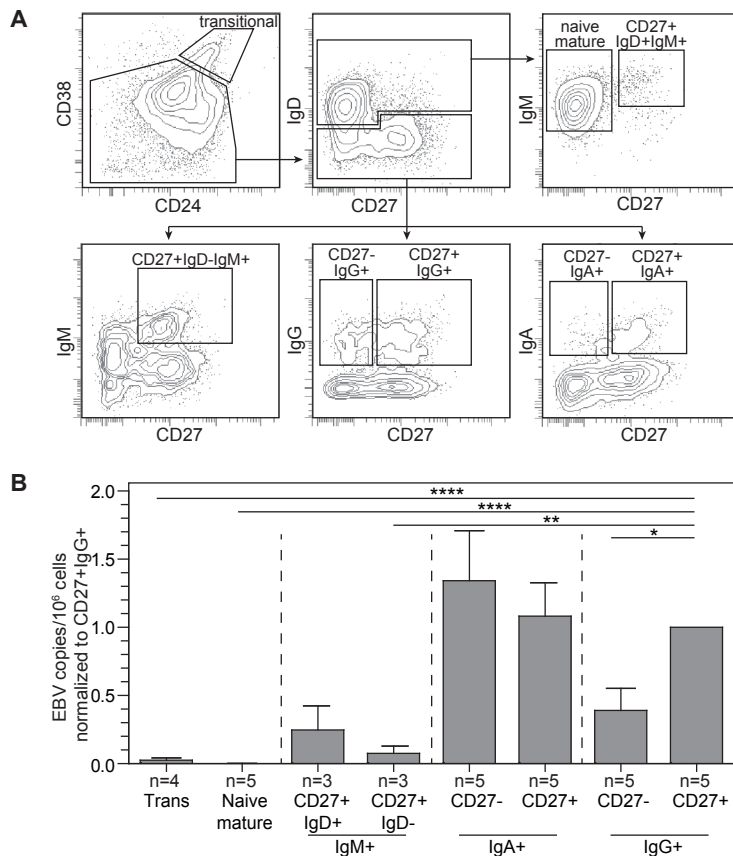 A
transitional
CD38
CD24
IgD
CD27
naive
mature
CD27+
IgD+IgM+
IgM
CD27
CD27+IgD-IgM+
IgM
CD27
CD27-
IgG+
CD27+
IgG+
IgG
CD27
CD27-
IgA+
CD27+
IgA+
IgA
CD27
B
EBV copies/10⁶ cells
normalized to CD27+IgG+
2.0
1.5
1.0
0.5
0.0
****
****
**
*
n=4 n=5 n=3 n=3 n=5 n=5 n=5 n=5
Trans Naive CD27+ CD27+ CD27- CD27+ CD27- CD27+
mature IgD+ IgD-
IgM+ IgA+ IgG+